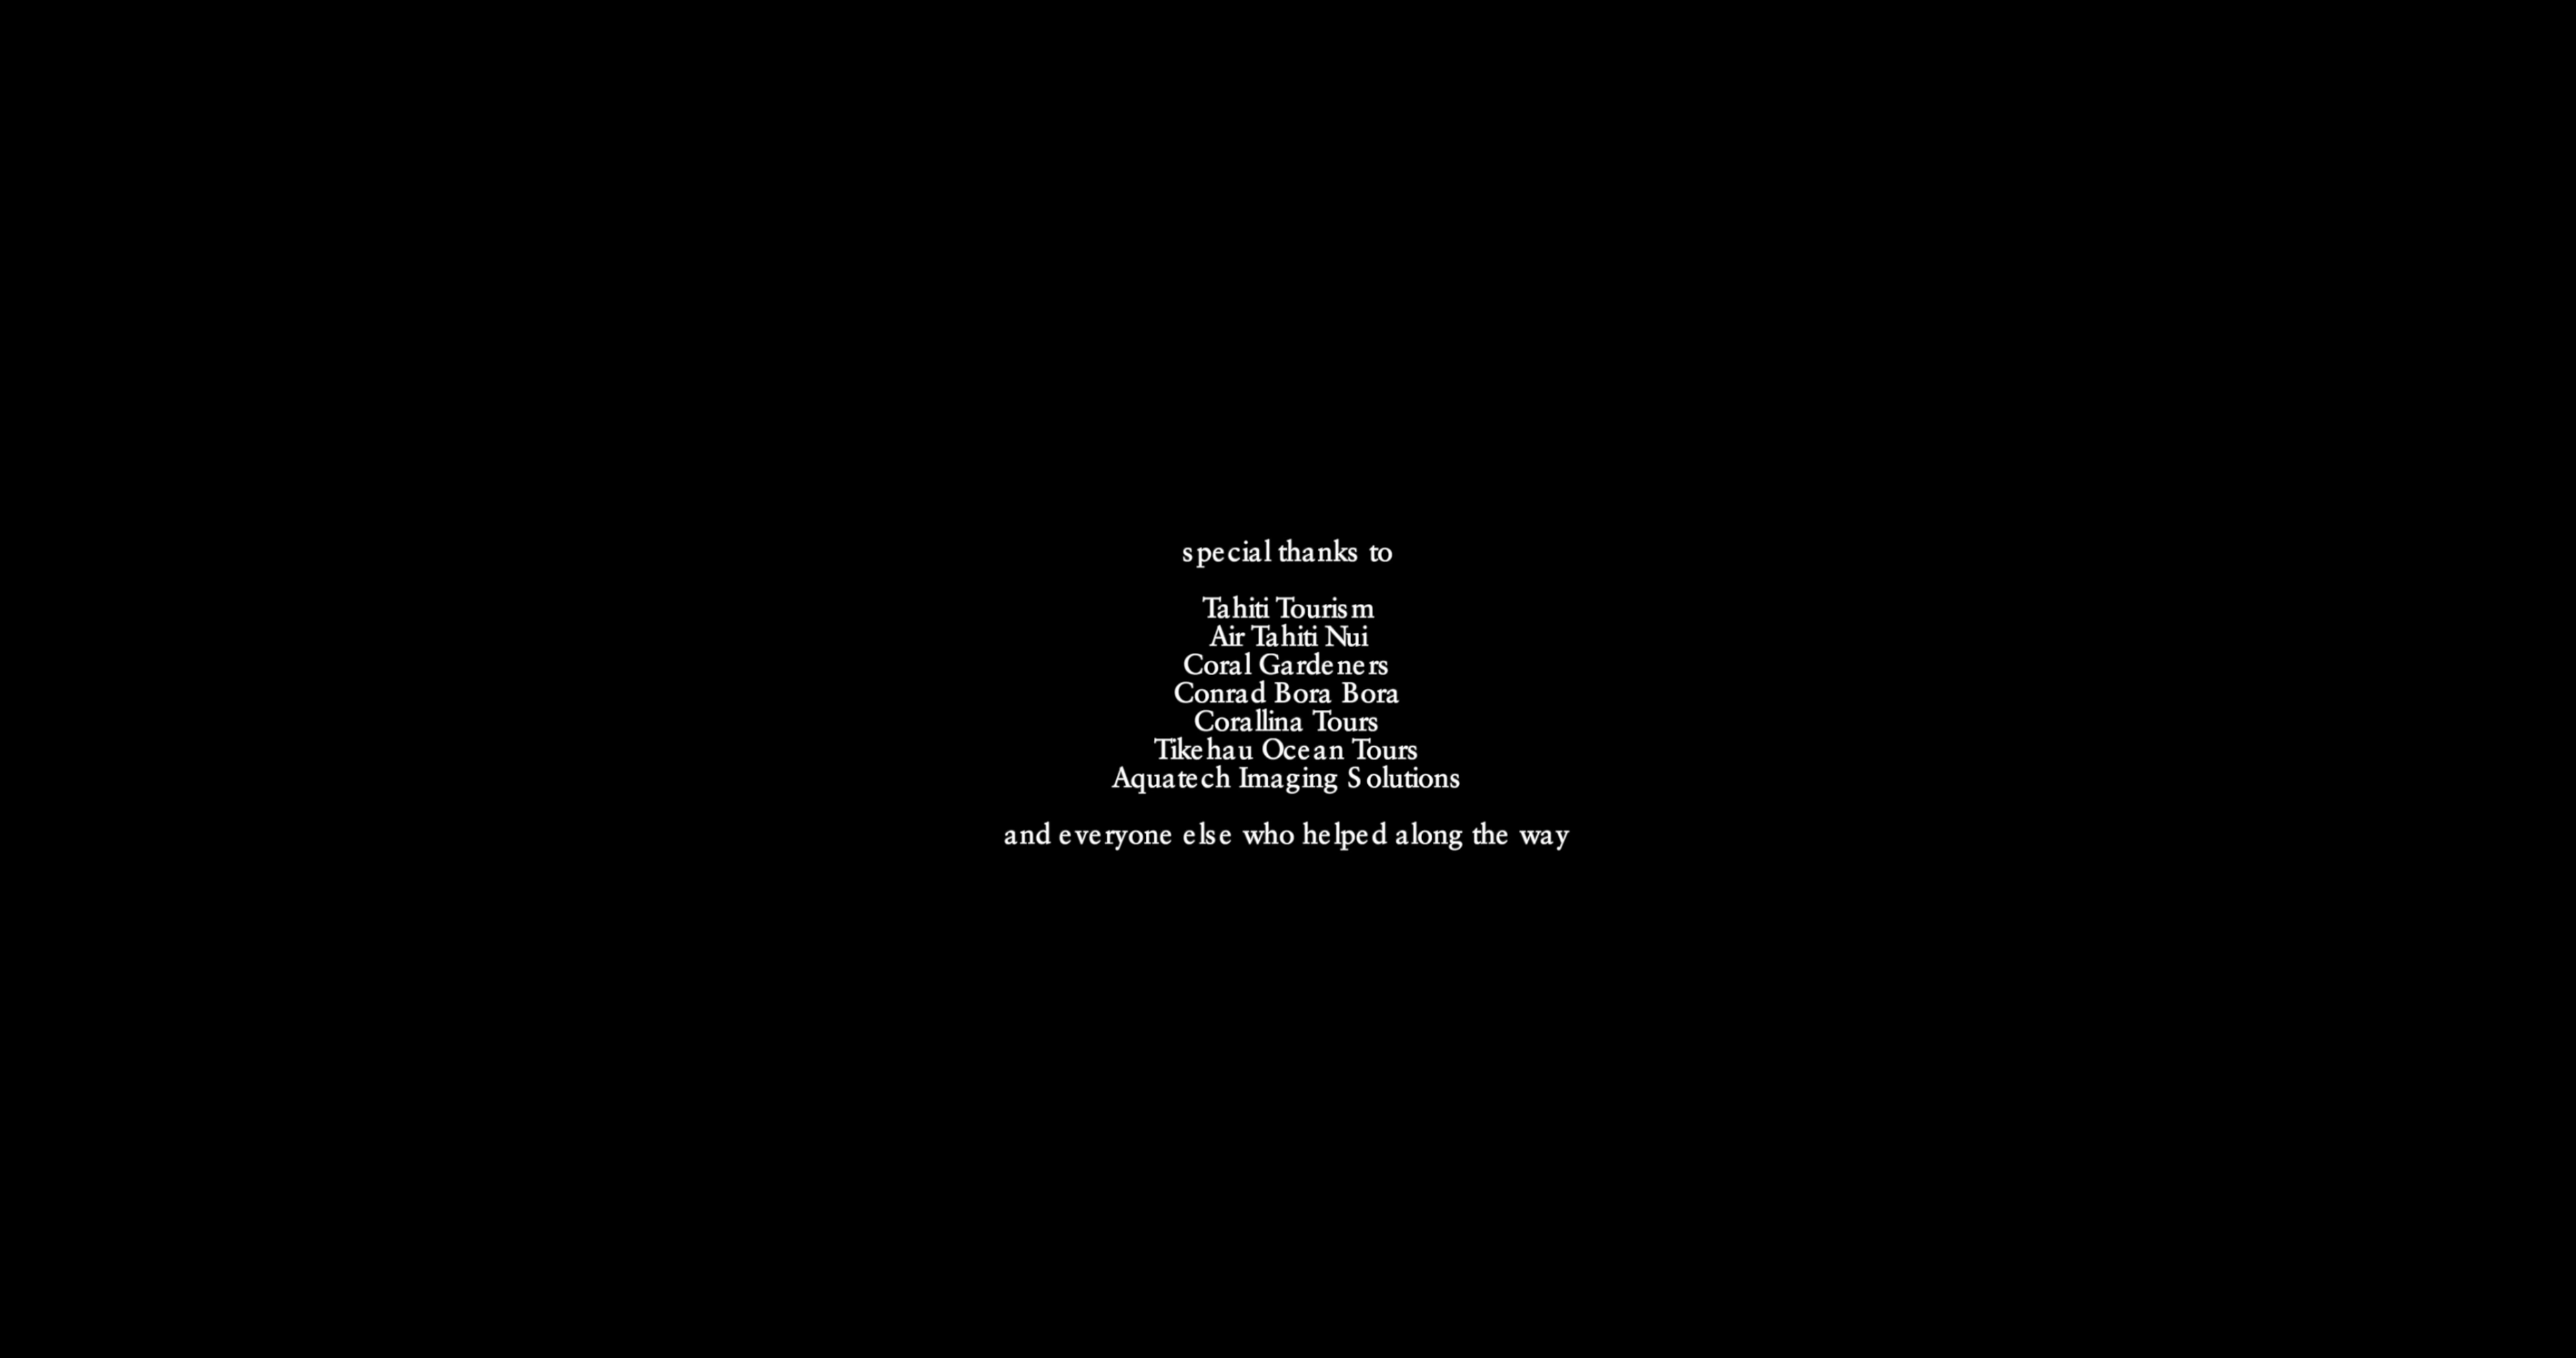 special thanks to
Tahiti Tourism
Air Tahiti Nui
Coral Gardeners
Conrad Bora Bora
Corallina Tours
Tikehau Ocean Tours
Aquatech Imaging Solutions
and everyone else who helped along the way